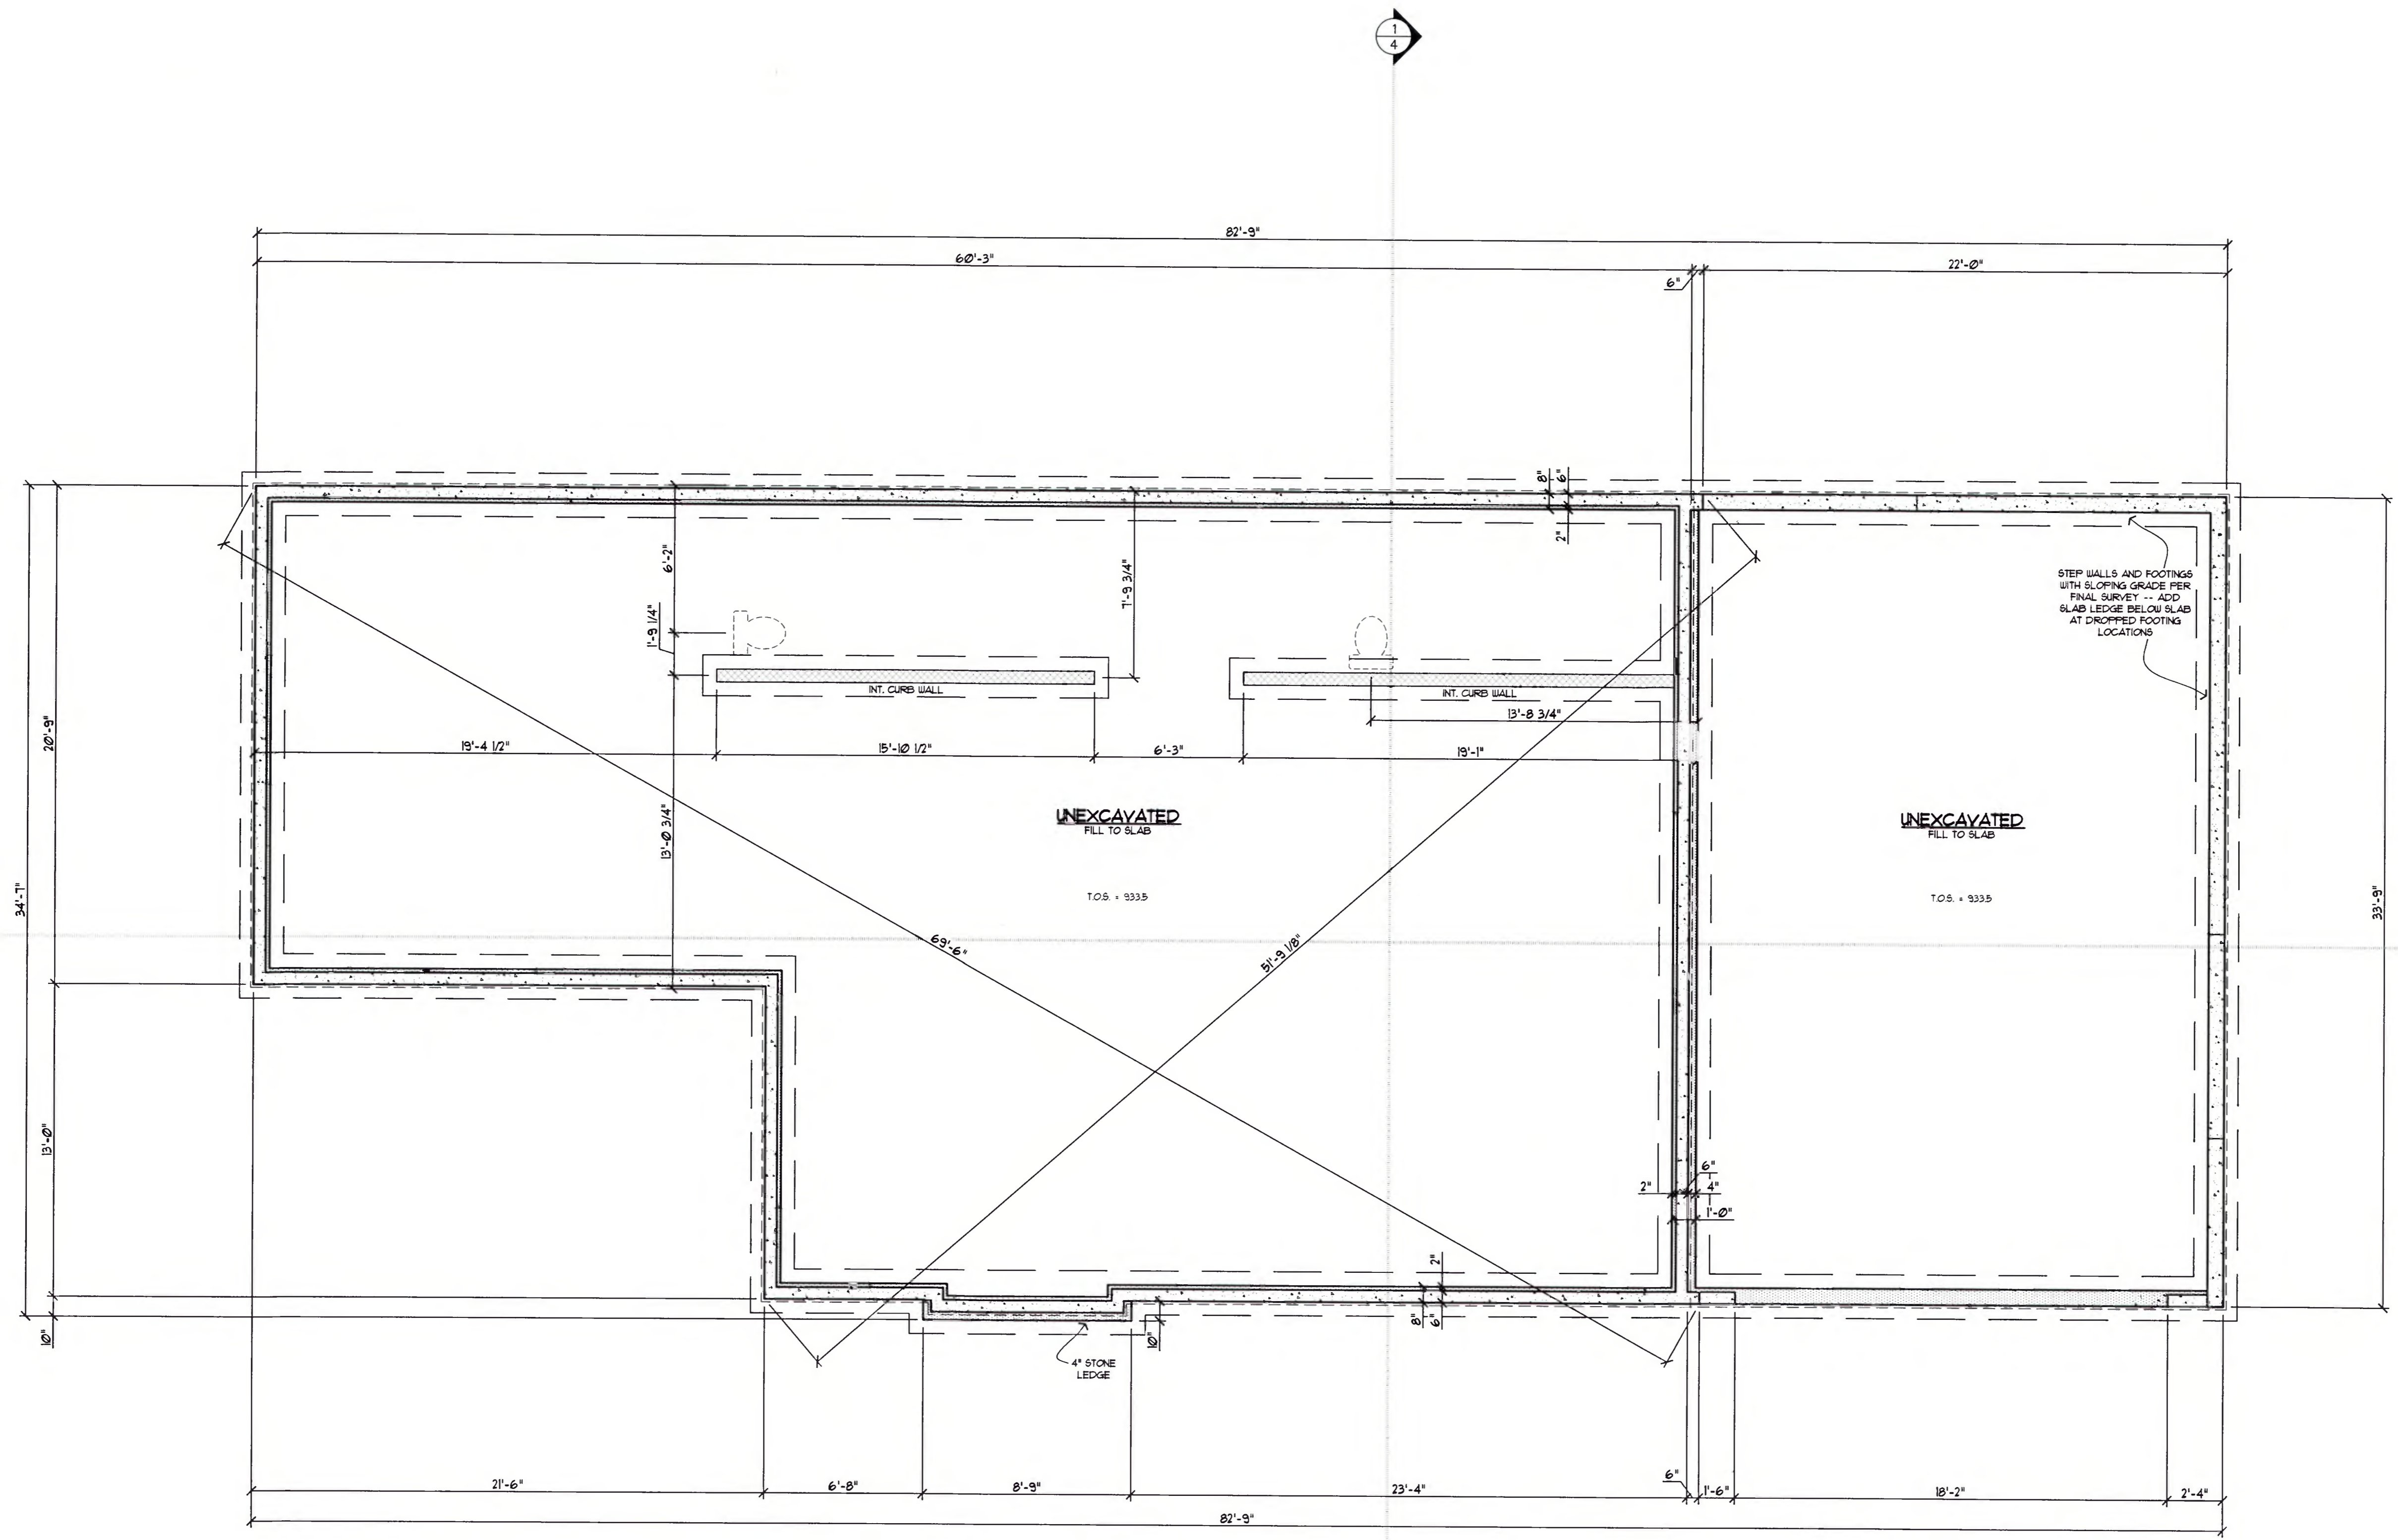 1
4
82'-9"
60'-3"
6"
22'-0"
8"
6"
2"
6'-2"
1'-9 1/4"
7'-9 3/4"
STEP WALLS AND FOOTINGS
WITH SLOPING GRADE PER
FINAL SURVEY -- ADD
SLAB LEDGE BELOW SLAB
AT DROPPED FOOTING
LOCATIONS
INT. CURB WALL
INT. CURB WALL
13'-8 3/4"
19'-4 1/2"
15'-10 1/2"
6'-3"
19'-1"
20'-9"
13'-0 3/4"
UNEXCAVATED
FILL TO SLAB
UNEXCAVATED
FILL TO SLAB
T.O.S. = 933.5
T.O.S. = 933.5
34'-7"
33'-9"
69'-6"
51'-9 1/8"
13'-0"
6"
2"
4"
1'-0"
2"
8"
6"
10"
10"
4" STONE
LEDGE
21'-6"
6'-8"
8'-9"
23'-4"
6"
1'-6"
18'-2"
2'-4"
82'-9"